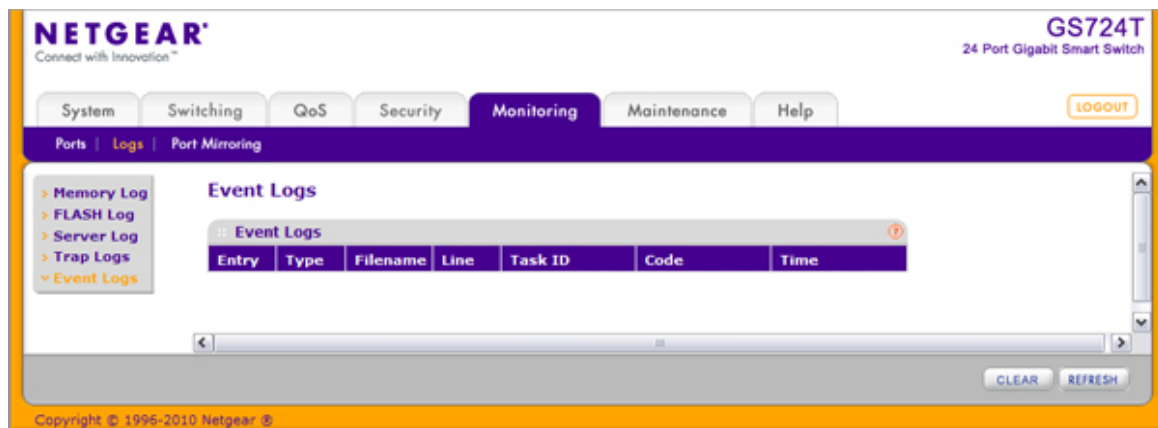 NETGEAR®
Connect with Innovation™
GS724T
24 Port Gigabit Smart Switch
System Switching QoS Security Monitoring Maintenance Help LOGOUT
Ports | Logs | Port Mirroring
Memory Log
FLASH Log
Server Log
Trap Logs
Event Logs
Event Logs
Event Logs ?
Entry Type Filename Line Task ID Code Time
CLEAR REFRESH
Copyright © 1996-2010 Netgear ®